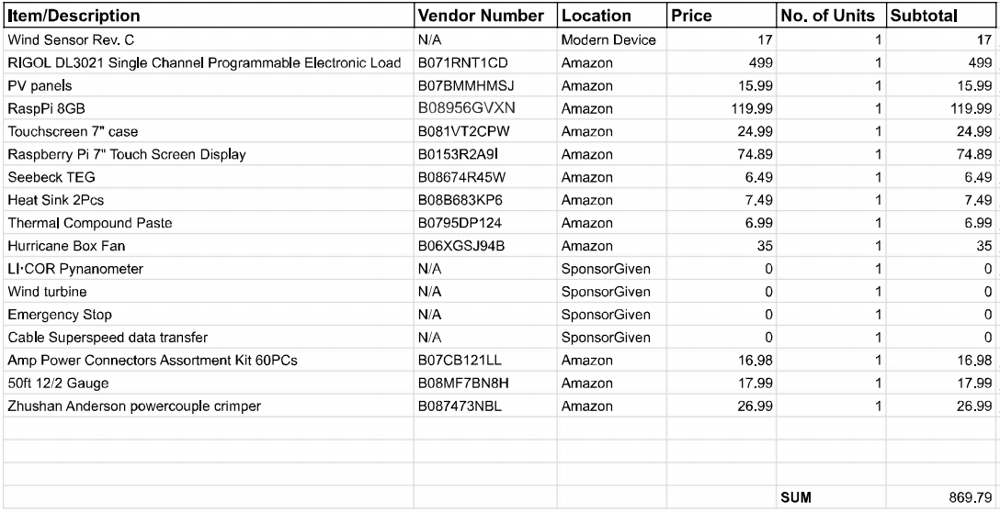 Item/Description Vendor Number Location Price No. of Units Subtotal
Wind Sensor Rev. C N/A Modern Device 17 1 17
RIGOL DL3021 Single Channel Programmable Electronic Load B071RNT1CD Amazon 499 1 499
PV panels B07BMMHMSJ Amazon 15.99 1 15.99
RaspPi 8GB B08956GVXN Amazon 119.99 1 119.99
Touchscreen 7" case B081VT2CPW Amazon 24.99 1 24.99
Raspberry Pi 7" Touch Screen Display B0153R2A9I Amazon 74.89 1 74.89
Seebeck TEG B08674R45W Amazon 6.49 1 6.49
Heat Sink 2Pcs B08B683KP6 Amazon 7.49 1 7.49
Thermal Compound Paste B0795DP124 Amazon 6.99 1 6.99
Hurricane Box Fan B06XGSJ94B Amazon 35 1 35
LI·COR Pynanometer N/A SponsorGiven 0 1 0
Wind turbine N/A SponsorGiven 0 1 0
Emergency Stop N/A SponsorGiven 0 1 0
Cable Superspeed data transfer N/A SponsorGiven 0 1 0
Amp Power Connectors Assortment Kit 60PCs B07CB121LL Amazon 16.98 1 16.98
50ft 12/2 Gauge B08MF7BN8H Amazon 17.99 1 17.99
Zhushan Anderson powercouple crimper B087473NBL Amazon 26.99 1 26.99
SUM 869.79